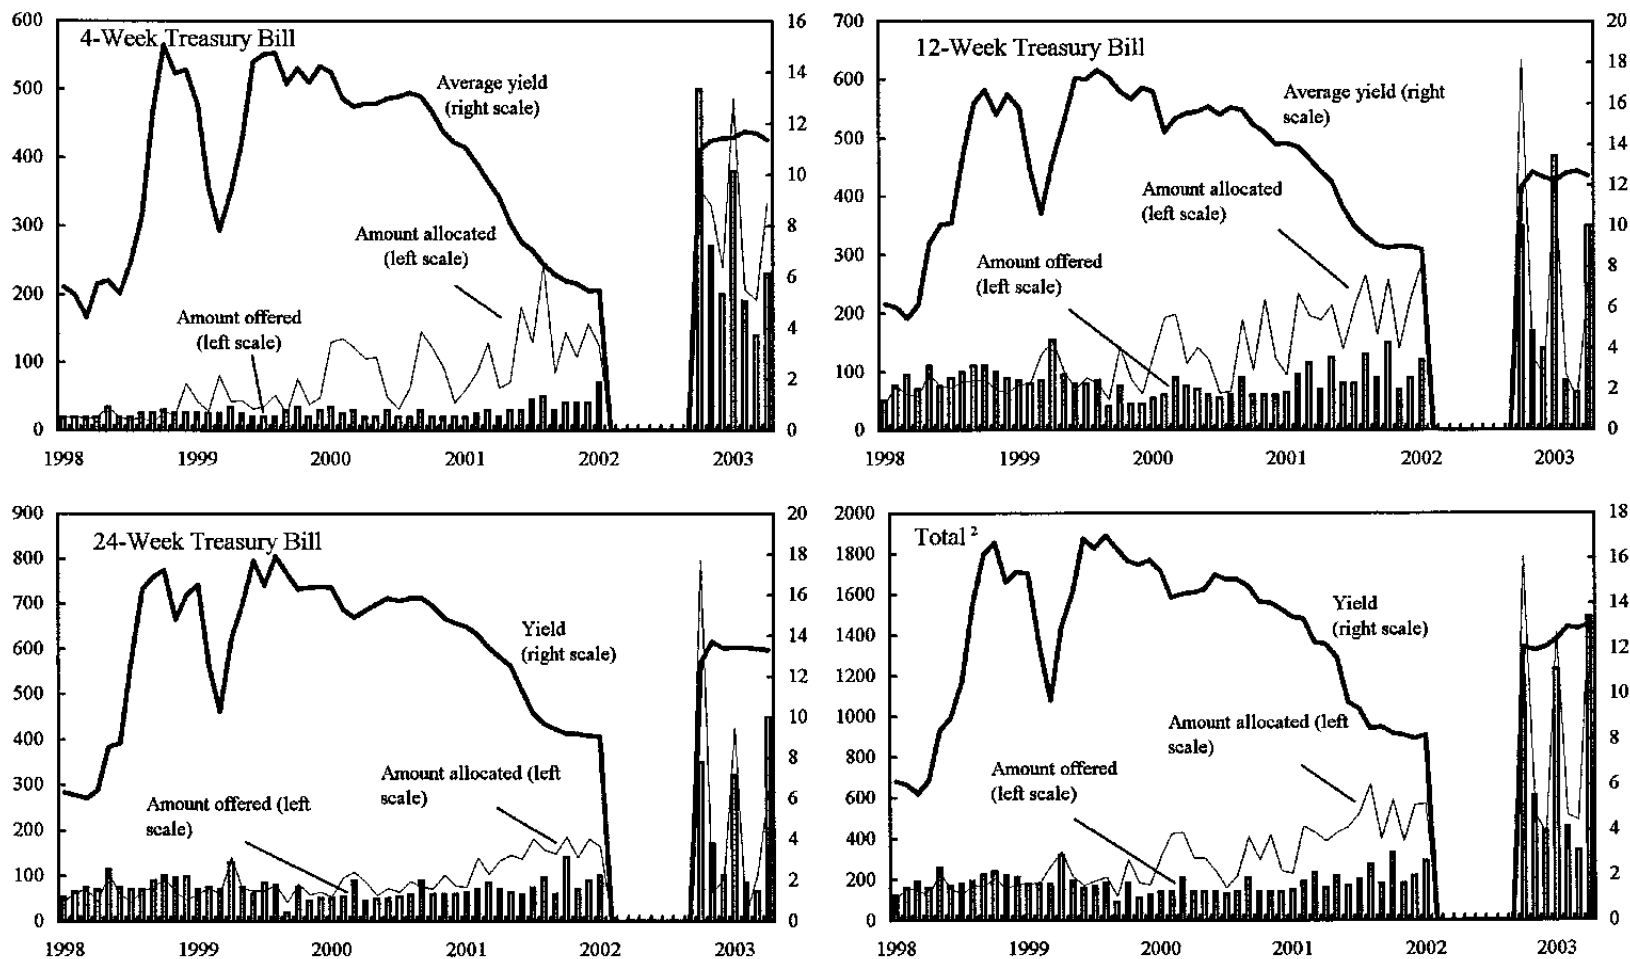 4-Week Treasury Bill
600
500
400
300
200
100
0
16
14
12
10
8
6
4
2
0
Average yield
(right scale)
Amount allocated
(left scale)
Amount offered
(left scale)
1998 1999 2000 2001 2002 2003
12-Week Treasury Bill
700
600
500
400
300
200
100
0
20
18
16
14
12
10
8
6
4
2
0
Average yield (right
scale)
Amount allocated
(left scale)
Amount offered
(left scale)
1998 1999 2000 2001 2002 2003
24-Week Treasury Bill
900
800
700
600
500
400
300
200
100
0
20
18
16
14
12
10
8
6
4
2
0
Yield
(right scale)
Amount allocated (left
scale)
Amount offered (left
scale)
1998 1999 2000 2001 2002 2003
Total 2
2000
1800
1600
1400
1200
1000
800
600
400
200
0
18
16
14
12
10
8
6
4
2
0
Yield
(right scale)
Amount allocated (left
scale)
Amount offered
(left scale)
1998 1999 2000 2001 2002 2003